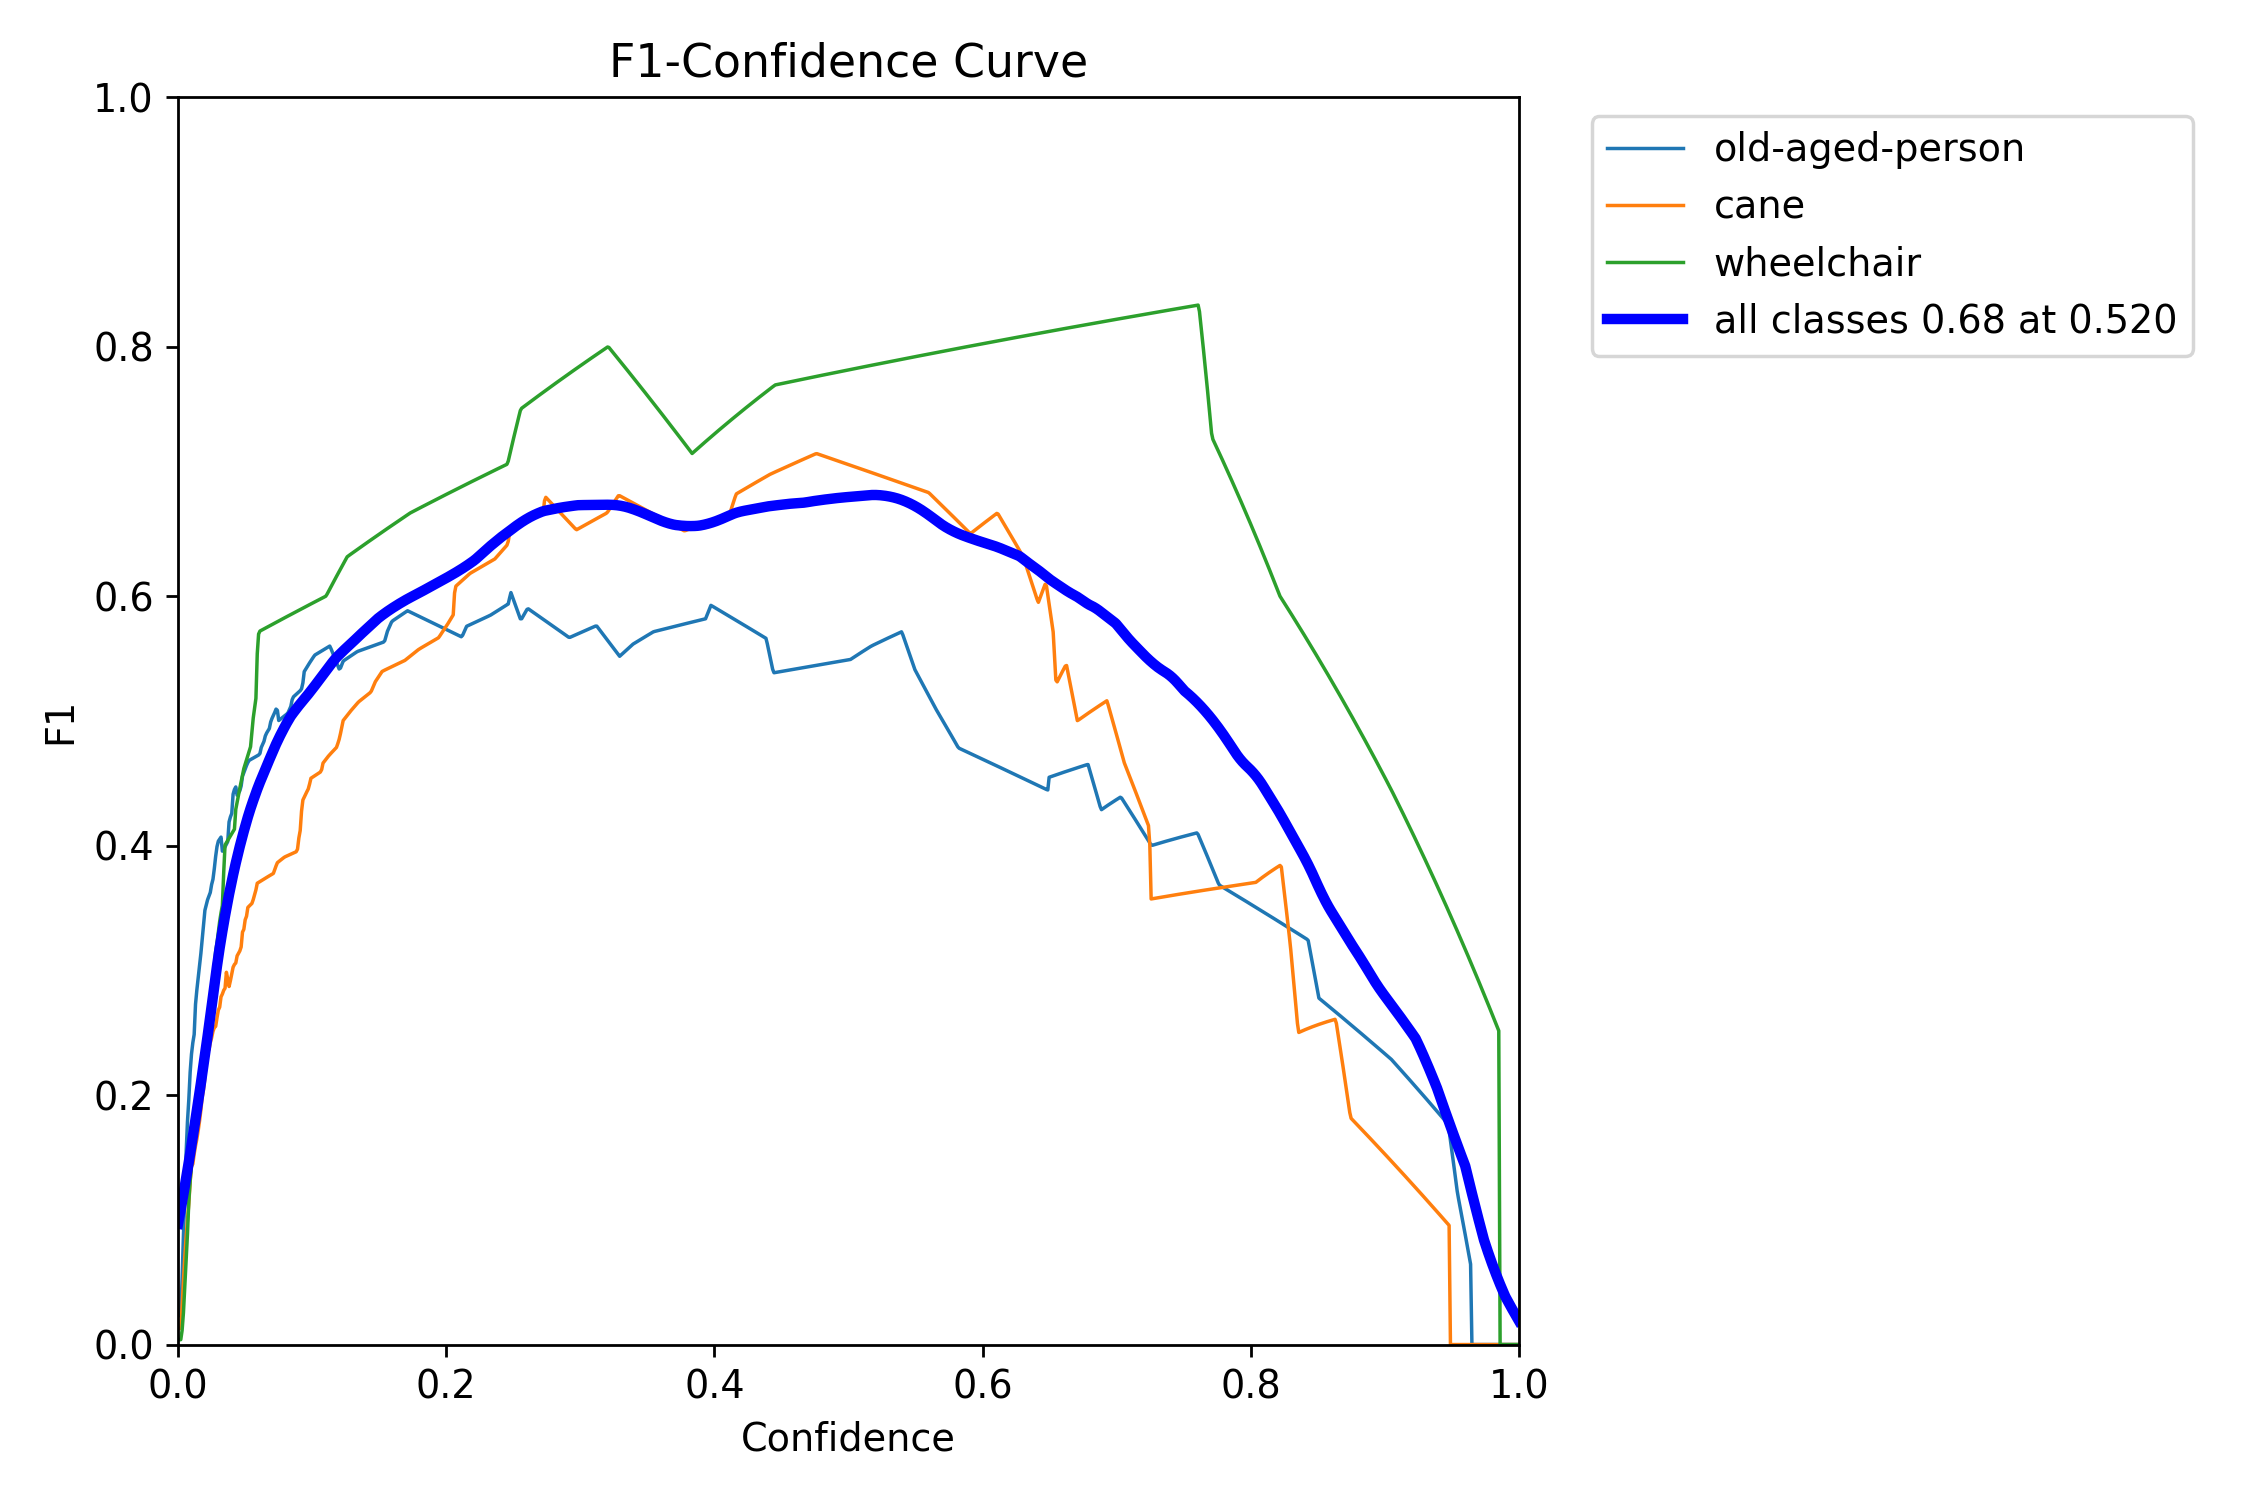 F1-Confidence Curve
1.0
0.8
0.6
0.4
0.2
0.0
F1
0.0 0.2 0.4 0.6 0.8 1.0
Confidence
old-aged-person
cane
wheelchair
all classes 0.68 at 0.520